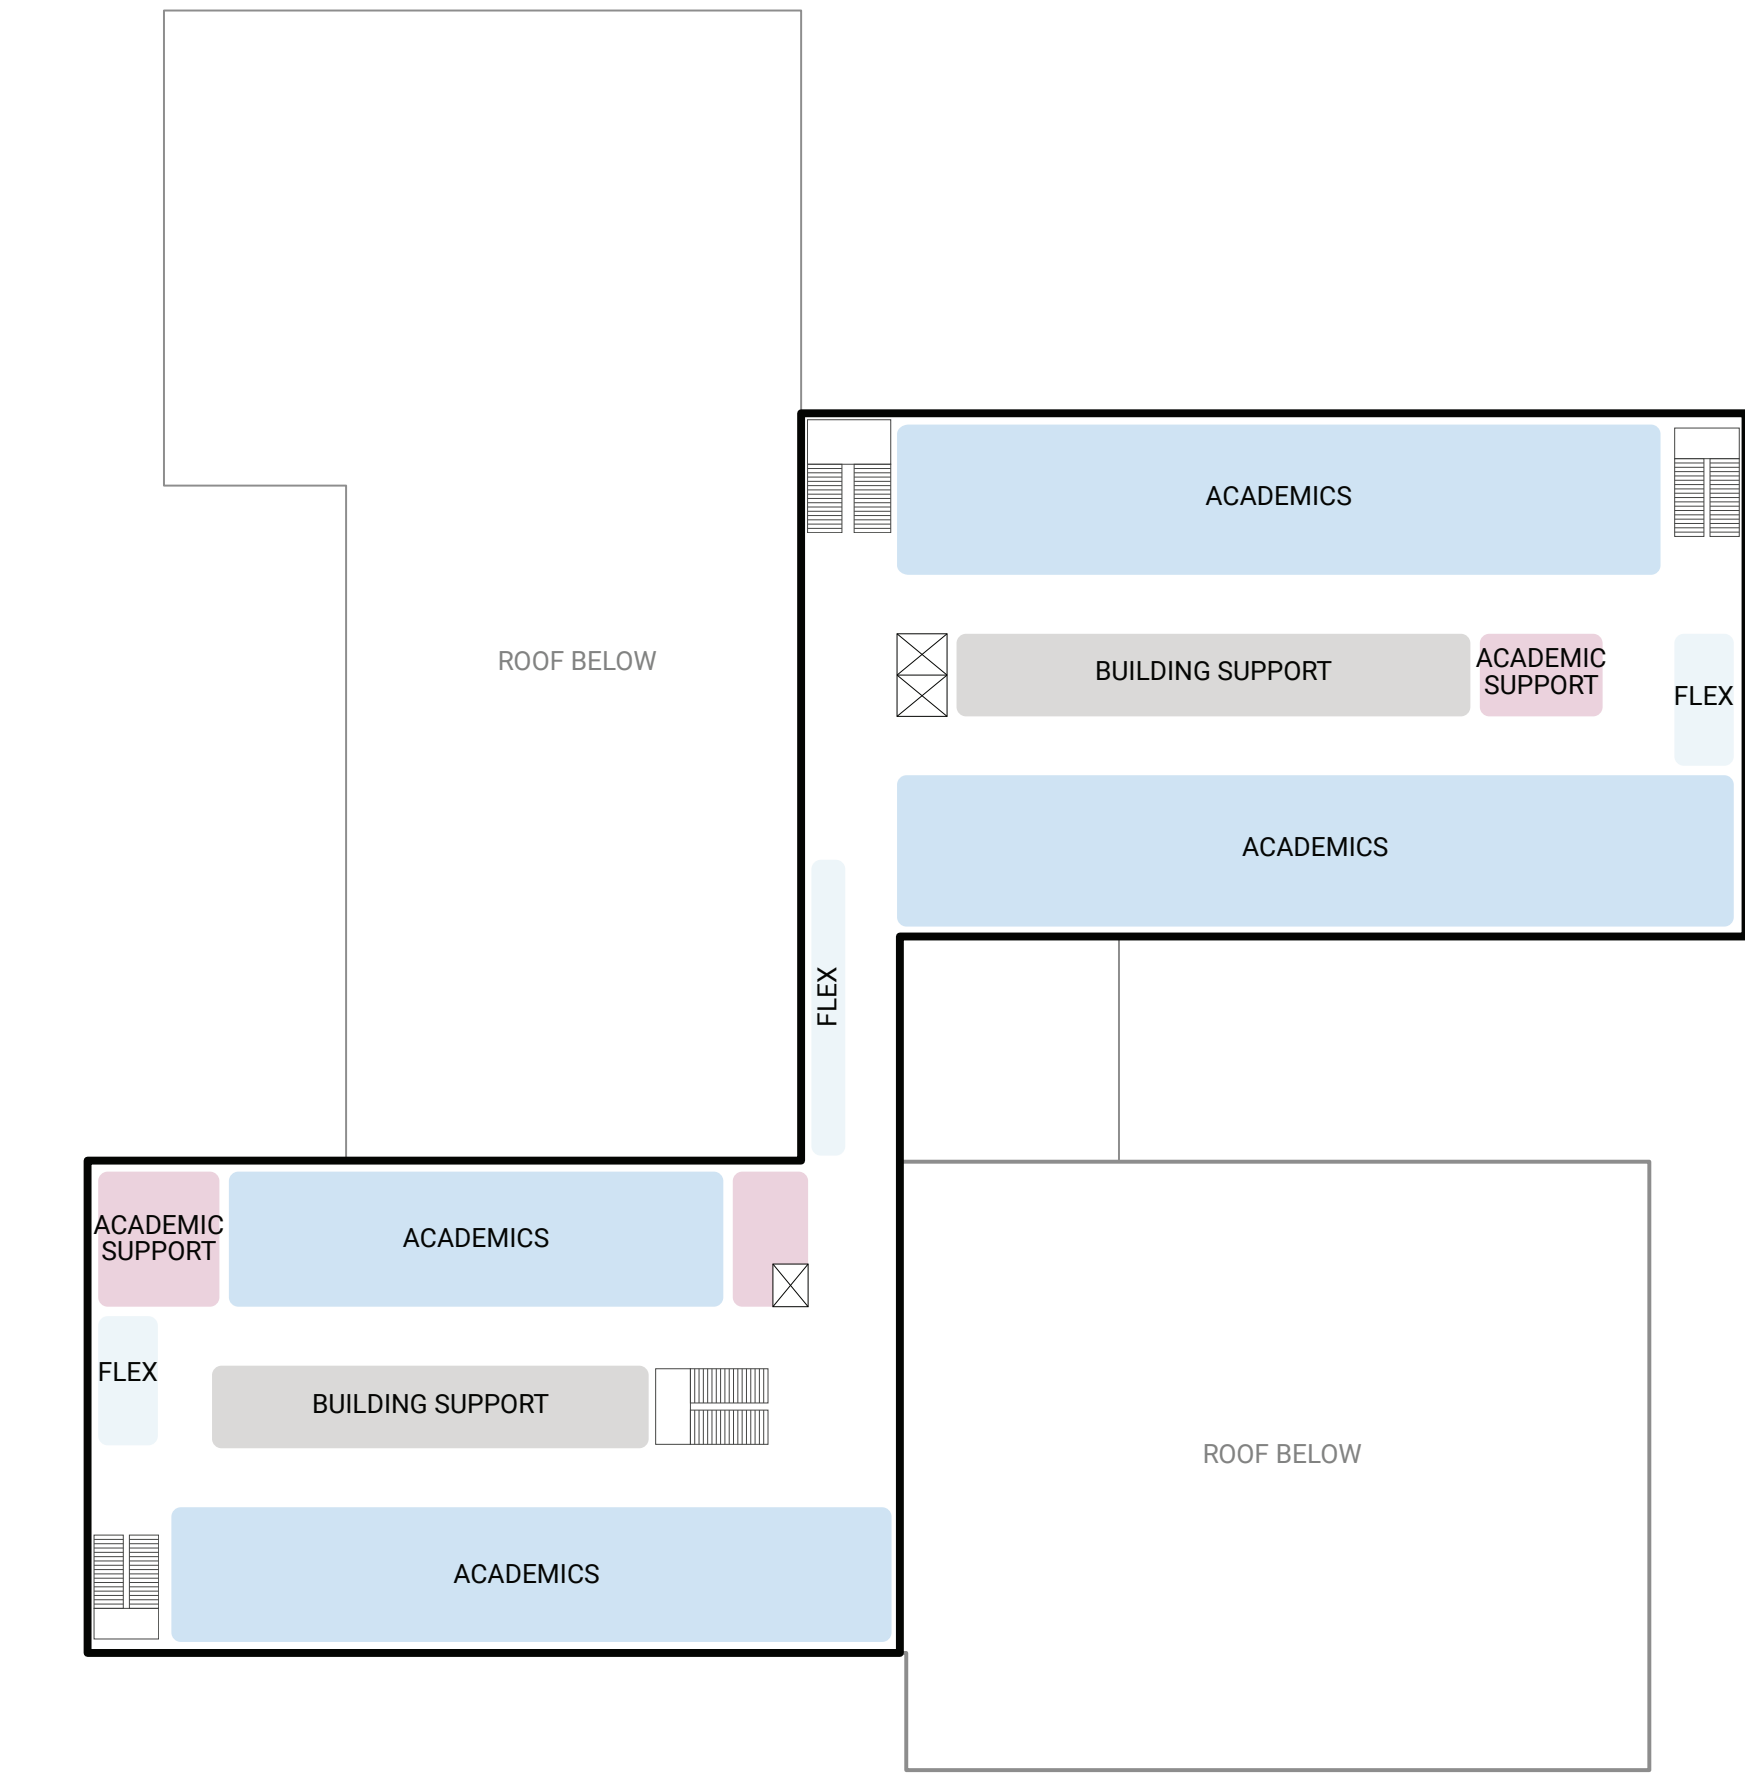 ACADEMICS
ROOF BELOW
BUILDING SUPPORT
ACADEMIC
SUPPORT
FLEX
ACADEMICS
FLEX
ACADEMIC
SUPPORT
ACADEMICS
FLEX
BUILDING SUPPORT
ROOF BELOW
ACADEMICS